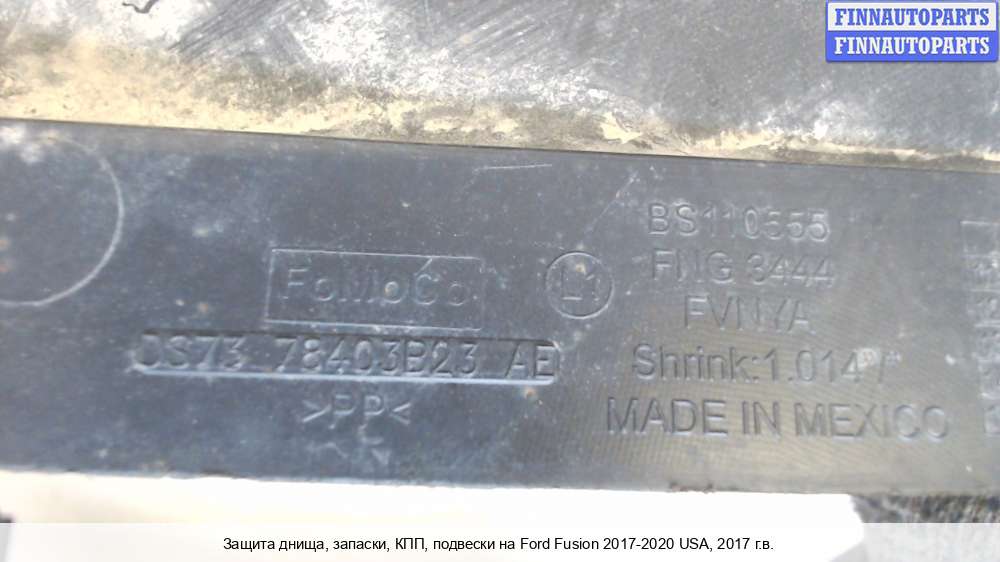 FINNAUTOPARTS
FINNAUTOPARTS
BS110555
FoMoCo
L1
FNG 3444
FVNYA
DS73 78403B23 AE
Shrink:1.014
>PP<
MADE IN MEXICO
Защита днища, запаски, КПП, подвески на Ford Fusion 2017-2020 USA, 2017 г.в.